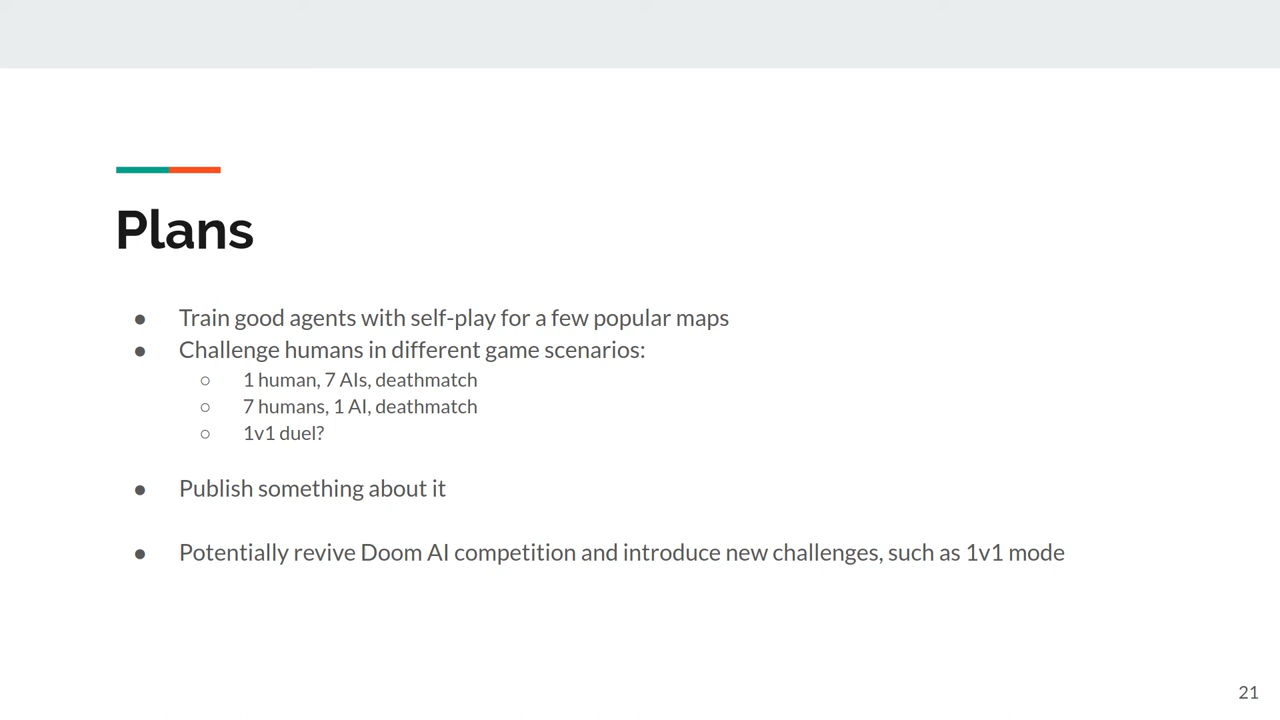 Plans
● Train good agents with self-play for a few popular maps
● Challenge humans in different game scenarios:
○ 1 human, 7 AIs, deathmatch
○ 7 humans, 1 AI, deathmatch
○ 1v1 duel?
● Publish something about it
● Potentially revive Doom AI competition and introduce new challenges, such as 1v1 mode
21